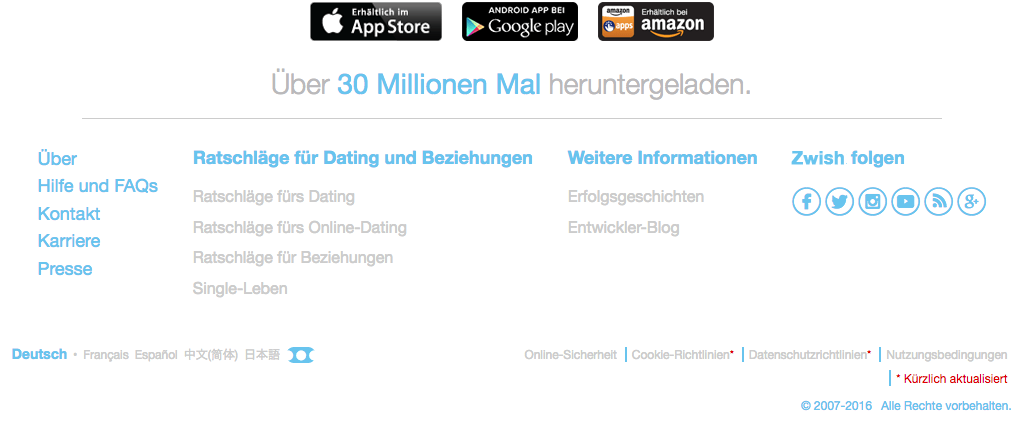 Erhältlich im
App Store
ANDROID APP BEI
Google play
amazon
apps
Erhältlich bei
amazon
Über 30 Millionen Mal heruntergeladen.
Über
Hilfe und FAQs
Kontakt
Karriere
Presse
Ratschläge für Dating und Beziehungen
Ratschläge fürs Dating
Ratschläge fürs Online-Dating
Ratschläge für Beziehungen
Single-Leben
Weitere Informationen
Erfolgsgeschichten
Entwickler-Blog
Zwish folgen
Deutsch • Français Español 中文(简体) 日本語
Online-Sicherheit | Cookie-Richtlinien* | Datenschutzrichtlinien* | Nutzungsbedingungen
| * Kürzlich aktualisiert
© 2007-2016 Alle Rechte vorbehalten.